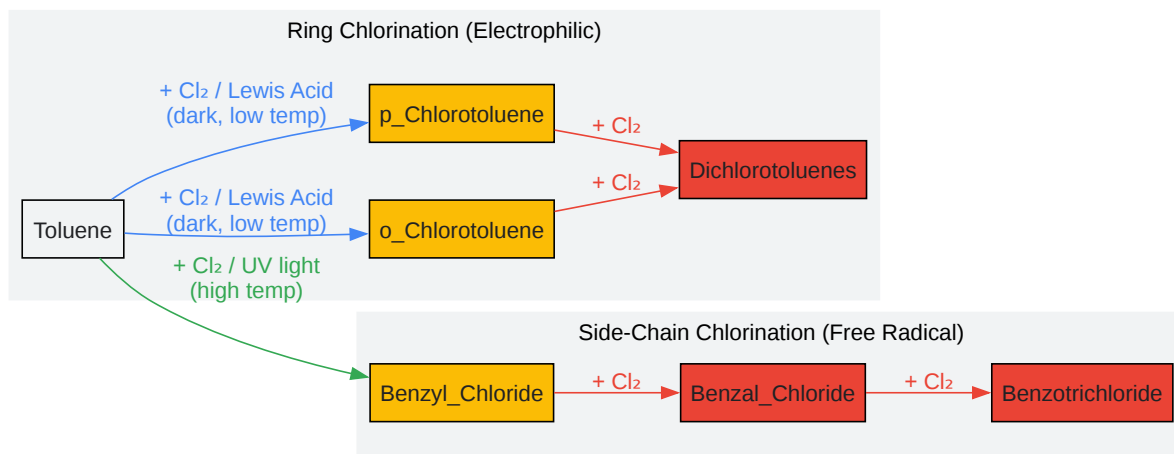 Ring Chlorination (Electrophilic)
+ Cl₂ / Lewis Acid
(dark, low temp)
p_Chlorotoluene
+ Cl₂
Dichlorotoluenes
+ Cl₂ / Lewis Acid
(dark, low temp)
+ Cl₂
Toluene
o_Chlorotoluene
+ Cl₂ / UV light
(high temp)
Side-Chain Chlorination (Free Radical)
Benzyl_Chloride
+ Cl₂
Benzal_Chloride
+ Cl₂
Benzotrichloride